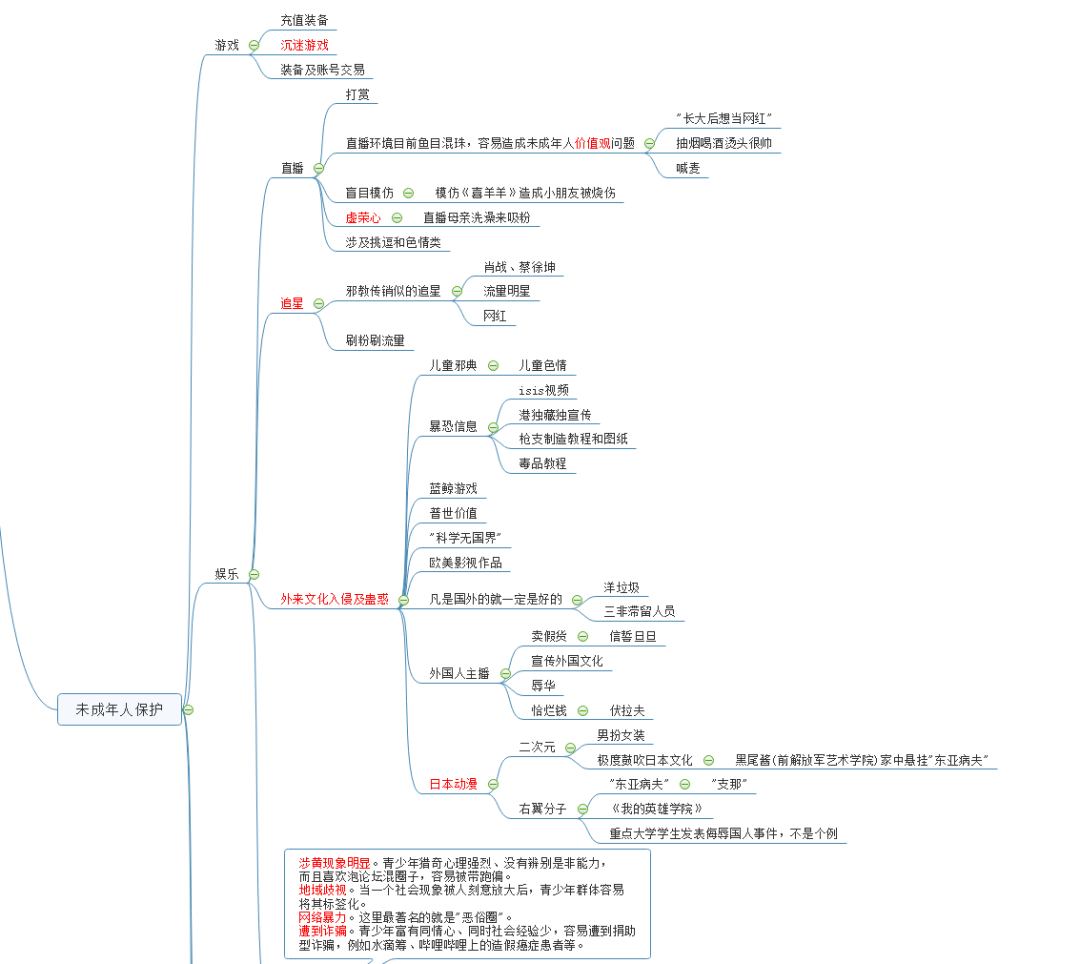 充值装备
游戏
沉迷游戏
装备及账号交易
打赏
"长大后想当网红"
直播环境目前鱼目混珠，容易造成未成年人价值观问题
抽烟喝酒烫头很帅
直播
喊麦
盲目模仿
模仿《喜羊羊》造成小朋友被烧伤
虚荣心
直播母亲洗澡来吸粉
涉及挑逗和色情类
肖战、蔡徐坤
邪教传销似的追星
流量明星
追星
网红
刷粉刷流量
儿童邪典
儿童色情
isis视频
港独藏独宣传
暴恐信息
枪支制造教程和图纸
毒品教程
蓝鲸游戏
普世价值
"科学无国界"
欧美影视作品
娱乐
洋垃圾
外来文化入侵及蛊惑
凡是国外的就一定是好的
三非滞留人员
卖假货
信誓旦旦
宣传外国文化
外国人主播
辱华
恰烂钱
伏拉夫
未成年人保护
男扮女装
二次元
极度鼓吹日本文化
黑尾酱(前解放军艺术学院)家中悬挂"东亚病夫"
日本动漫
"东亚病夫"
"支那"
右翼分子
《我的英雄学院》
重点大学学生发表侮辱国人事件，不是个例
涉黄现象明显。青少年猎奇心理强烈、没有辨别是非能力，
而且喜欢泡论坛混圈子，容易被带跑偏。
地域歧视。当一个社会现象被人刻意放大后，青少年群体容易
将其标签化。
网络暴力。这里最著名的就是"恶俗圈"。
遭到诈骗。青少年富有同情心、同时社会经验少，容易遭到捐助
型诈骗，例如水滴筹、哔哩哔哩上的造假癌症患者等。